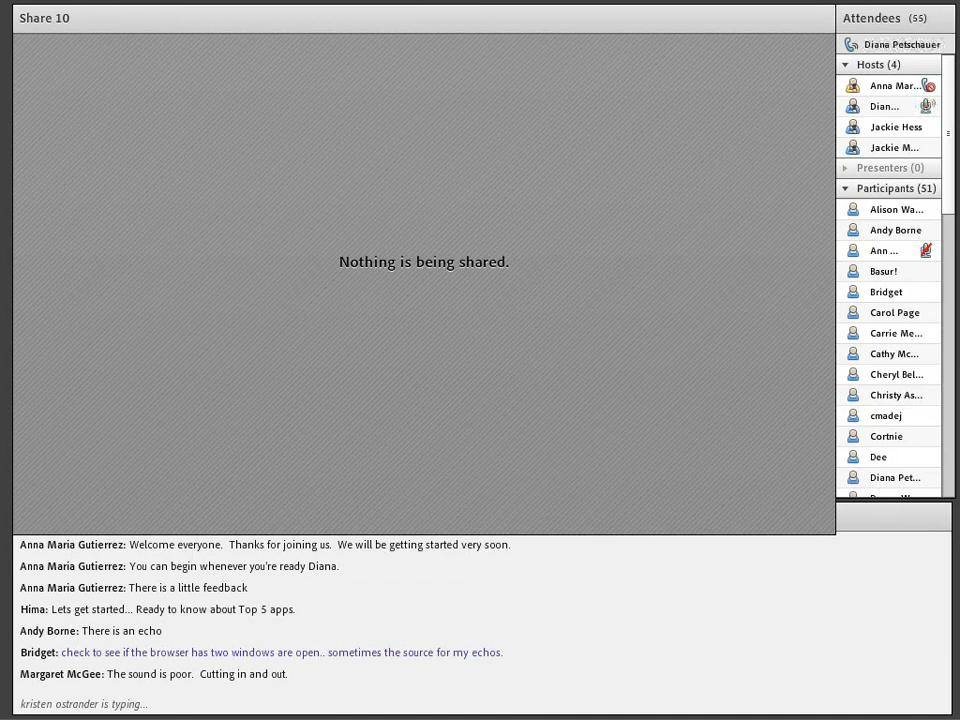 Share 10
Nothing is being shared.
Attendees (55)
Diana Petschauer
Hosts (4)
Anna Mar...
Dian...
Jackie Hess
Jackie M...
Presenters (0)
Participants (51)
Alison Wa...
Andy Borne
Ann ...
Basur!
Bridget
Carol Page
Carrie Me...
Cathy Mc...
Cheryl Bel...
Christy As...
cmadej
Cortnie
Dee
Diana Pet...
Anna Maria Gutierrez: Welcome everyone.  Thanks for joining us.  We will be getting started very soon.
Anna Maria Gutierrez: You can begin whenever you're ready Diana.
Anna Maria Gutierrez: There is a little feedback
Hima: Lets get started... Ready to know about Top 5 apps.
Andy Borne: There is an echo
Bridget: check to see if the browser has two windows are open.. sometimes the source for my echos.
Margaret McGee: The sound is poor.  Cutting in and out.
kristen ostrander is typing...